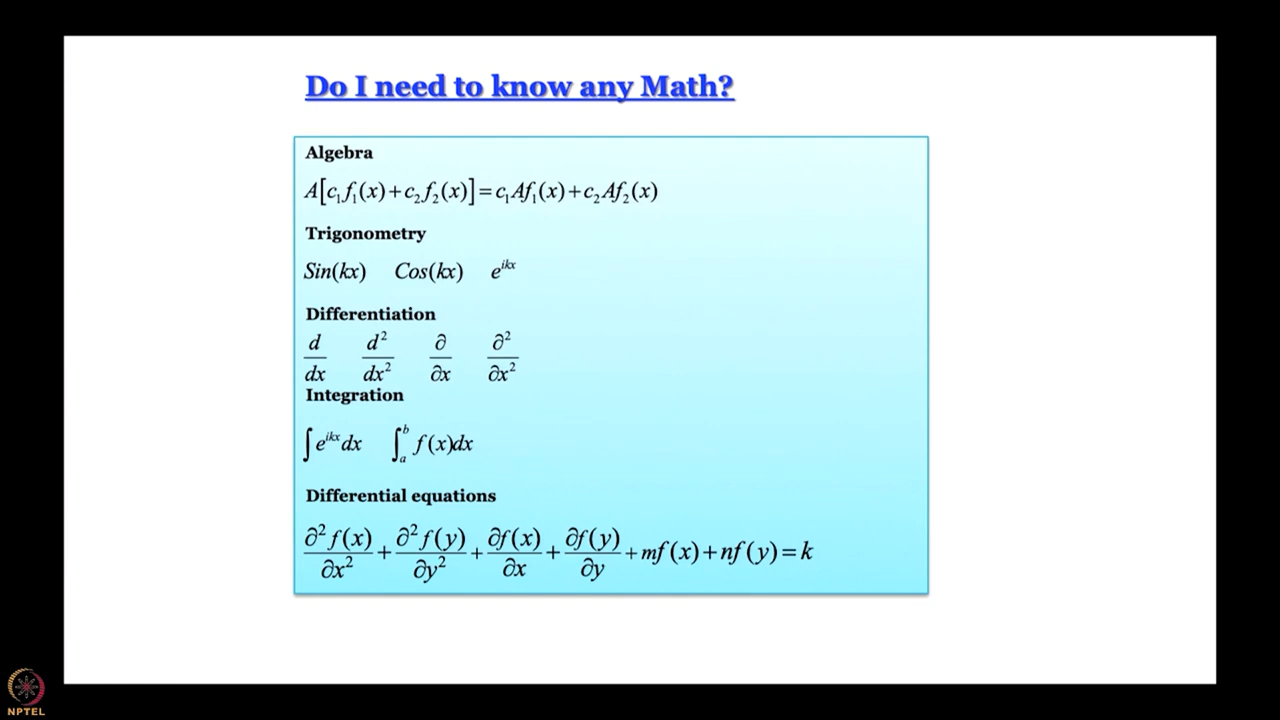 Do I need to know any Math?
Algebra
A[c₁f₁(x)+c₂f₂(x)]=c₁Af₁(x)+c₂Af₂(x)
Trigonometry
Sin(kx) Cos(kx) e^{ikx}
Differentiation
d/dx d²/dx² ∂/∂x ∂²/∂x²
Integration
∫e^{ikx}dx ∫_a^b f(x)dx
Differential equations
∂²f(x)/∂x² + ∂²f(y)/∂y² + ∂f(x)/∂x + ∂f(y)/∂y + mf(x)+nf(y)=k
NPTEL